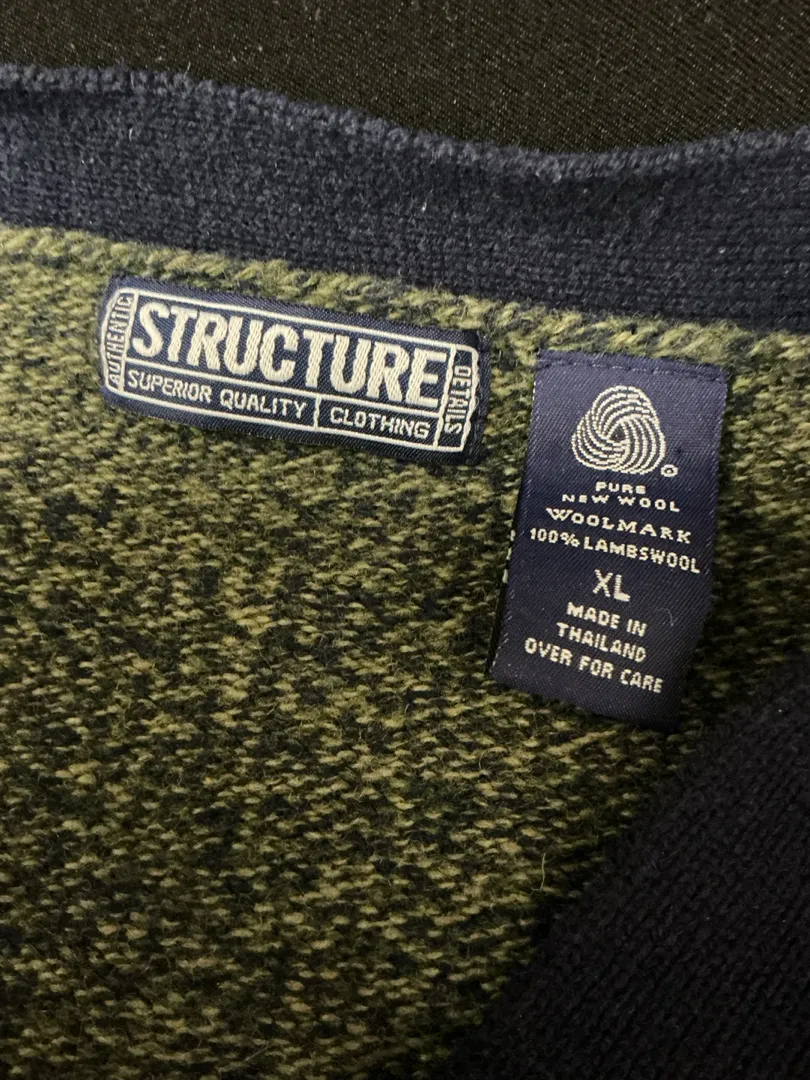 AUTHENTIC
STRUCTURE
DETAILS
SUPERIOR QUALITY CLOTHING
PURE
NEW WOOL
WOOLMARK
100% LAMBSWOOL
XL
MADE IN
THAILAND
OVER FOR CARE